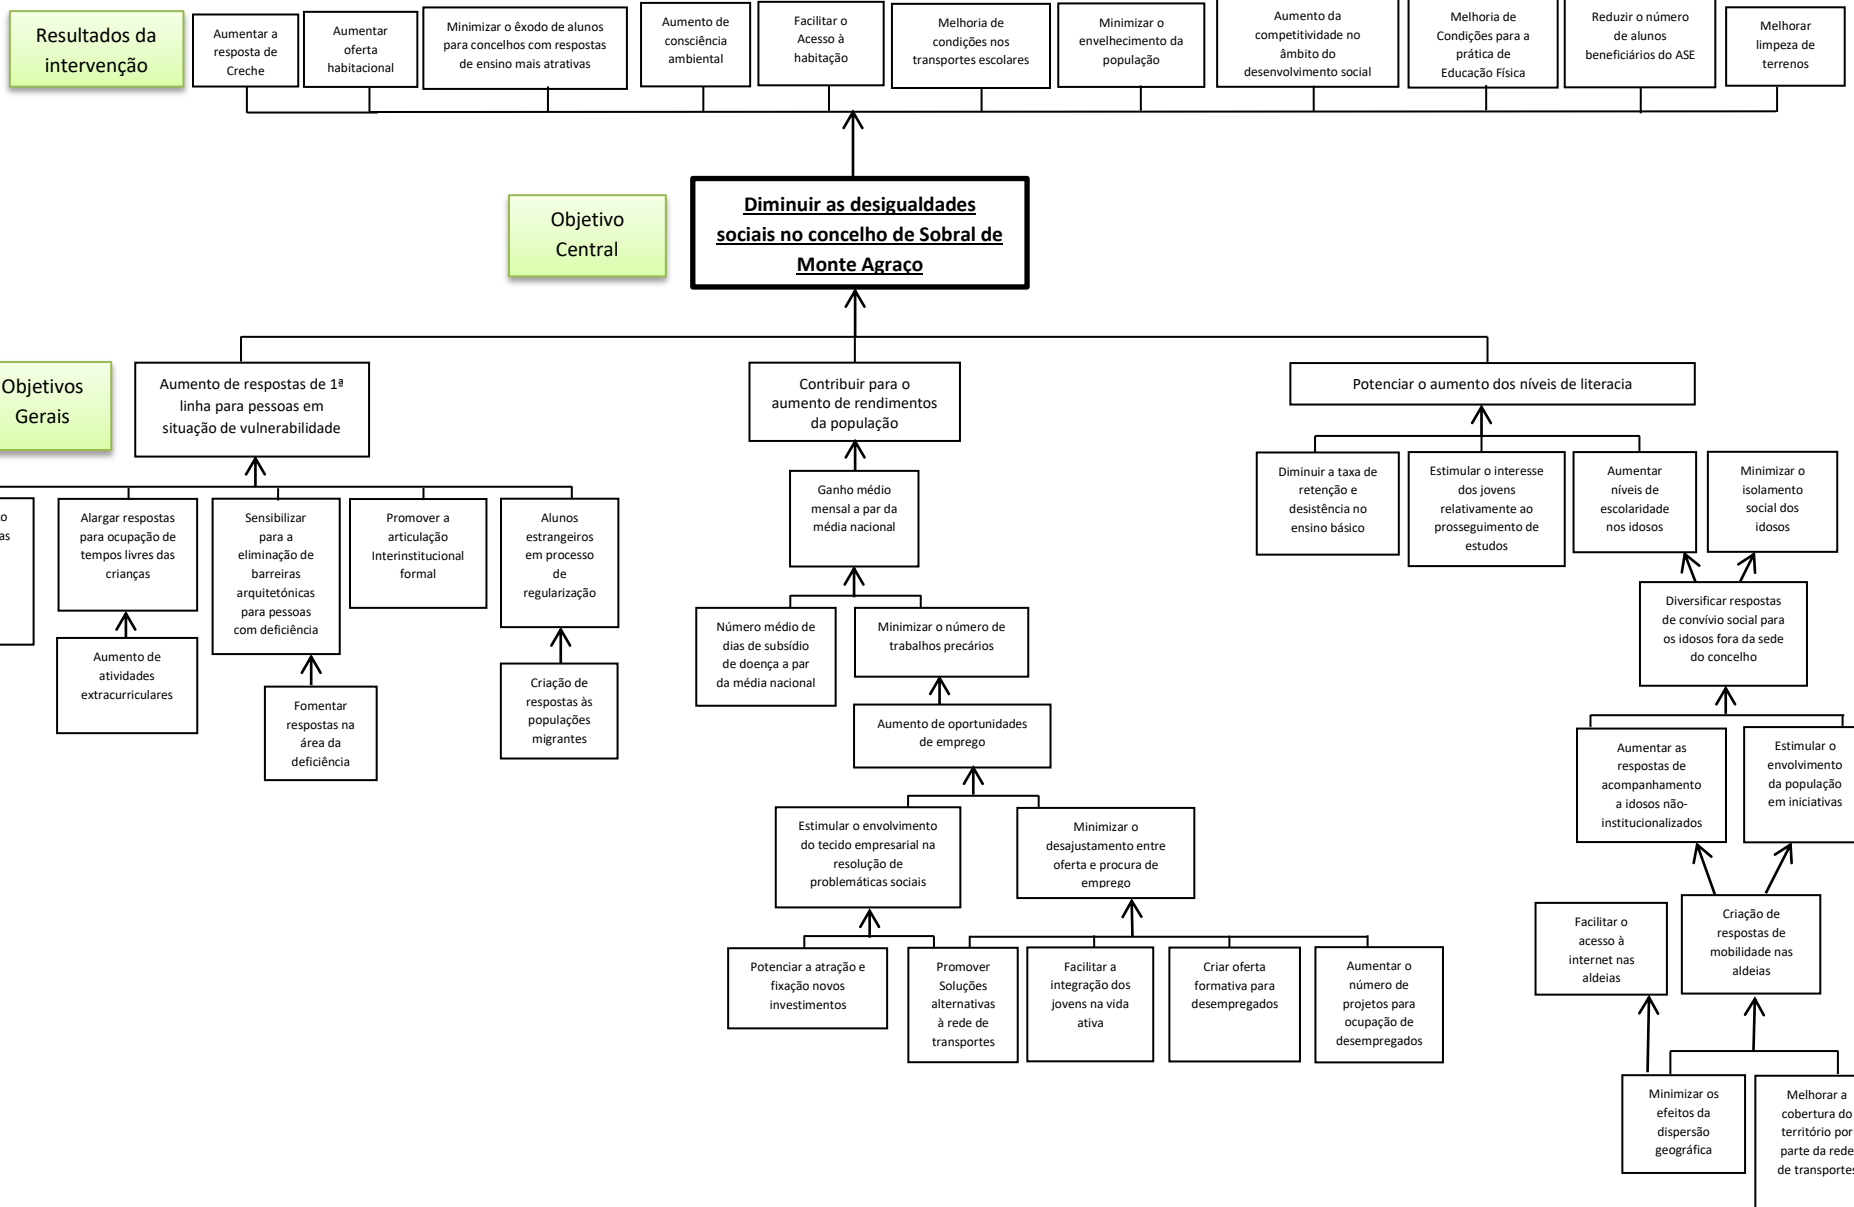 Resultados da
intervenção
Aumentar a
resposta de
Creche
Aumentar
oferta
habitacional
Minimizar o êxodo de alunos
para concelhos com respostas
de ensino mais atrativas
Aumento de
consciência
ambiental
Facilitar o
Acesso à
habitação
Melhoria de
condições nos
transportes escolares
Minimizar o
envelhecimento da
população
Aumento da
competitividade no
âmbito do
desenvolvimento social
Melhoria de
Condições para a
prática de
Educação Física
Reduzir o número
de alunos
beneficiários do ASE
Melhorar
limpeza de
terrenos
Objetivo
Central
Diminuir as desigualdades
sociais no concelho de Sobral de
Monte Agraço
Objetivos
Gerais
Aumento de respostas de 1ª
linha para pessoas em
situação de vulnerabilidade
Contribuir para o
aumento de rendimentos
da população
Potenciar o aumento dos níveis de literacia
o
as
Alargar respostas
para ocupação de
tempos livres das
crianças
Sensibilizar
para a
eliminação de
barreiras
arquitetónicas
para pessoas
com deficiência
Promover a
articulação
Interinstitucional
formal
Alunos
estrangeiros
em processo
de
regularização
Aumento de
atividades
extracurriculares
Fomentar
respostas na
área da
deficiência
Criação de
respostas às
populações
migrantes
Ganho médio
mensal a par da
média nacional
Número médio de
dias de subsídio
de doença a par
da média nacional
Minimizar o número de
trabalhos precários
Aumento de oportunidades
de emprego
Estimular o envolvimento
do tecido empresarial na
resolução de
problemáticas sociais
Minimizar o
desajustamento entre
oferta e procura de
emprego
Potenciar a atração e
fixação novos
investimentos
Promover
Soluções
alternativas
à rede de
transportes
Facilitar a
integração dos
jovens na vida
ativa
Criar oferta
formativa para
desempregados
Aumentar o
número de
projetos para
ocupação de
desempregados
Diminuir a taxa de
retenção e
desistência no
ensino básico
Estimular o interesse
dos jovens
relativamente ao
prosseguimento de
estudos
Aumentar
níveis de
escolaridade
nos idosos
Minimizar o
isolamento
social dos
idosos
Diversificar respostas
de convívio social para
os idosos fora da sede
do concelho
Aumentar as
respostas de
acompanhamento
a idosos não-
institucionalizados
Estimular o
envolvimento
da população
em iniciativas
Facilitar o
acesso à
internet nas
aldeias
Criação de
respostas de
mobilidade nas
aldeias
Minimizar os
efeitos da
dispersão
geográfica
Melhorar a
cobertura do
território por
parte da rede
de transportes